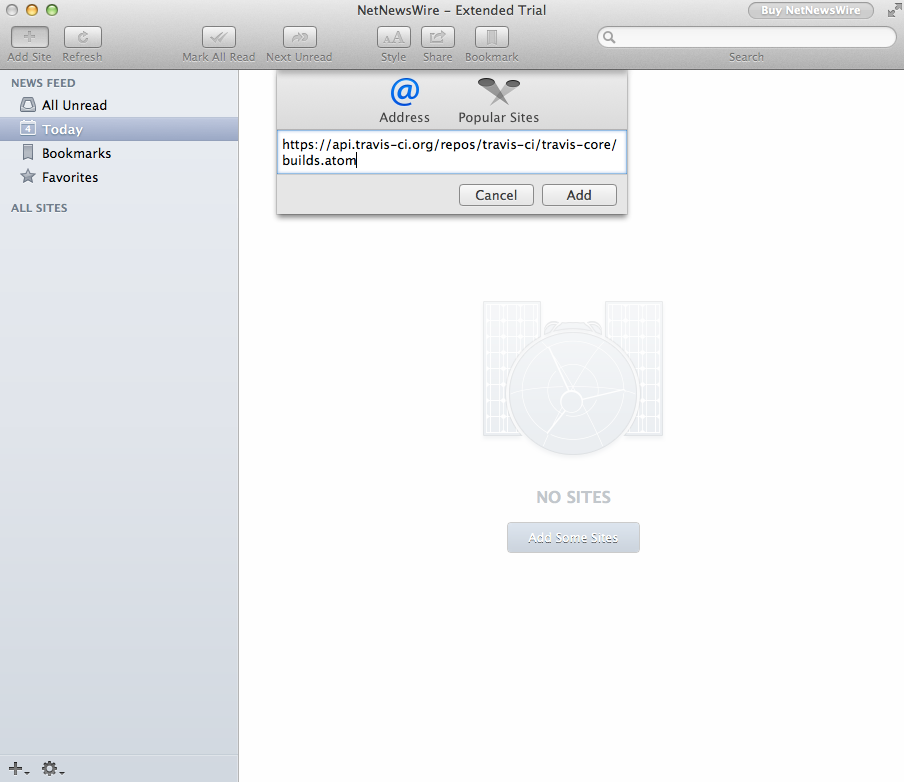 NetNewsWire – Extended Trial
Buy NetNewsWire
Add Site
Refresh
Mark All Read
Next Unread
Style
Share
Bookmark
Search
NEWS FEED
All Unread
4 Today
Bookmarks
Favorites
ALL SITES
Address
Popular Sites
https://api.travis-ci.org/repos/travis-ci/travis-core/
builds.atom
Cancel
Add
NO SITES
Add Some Sites